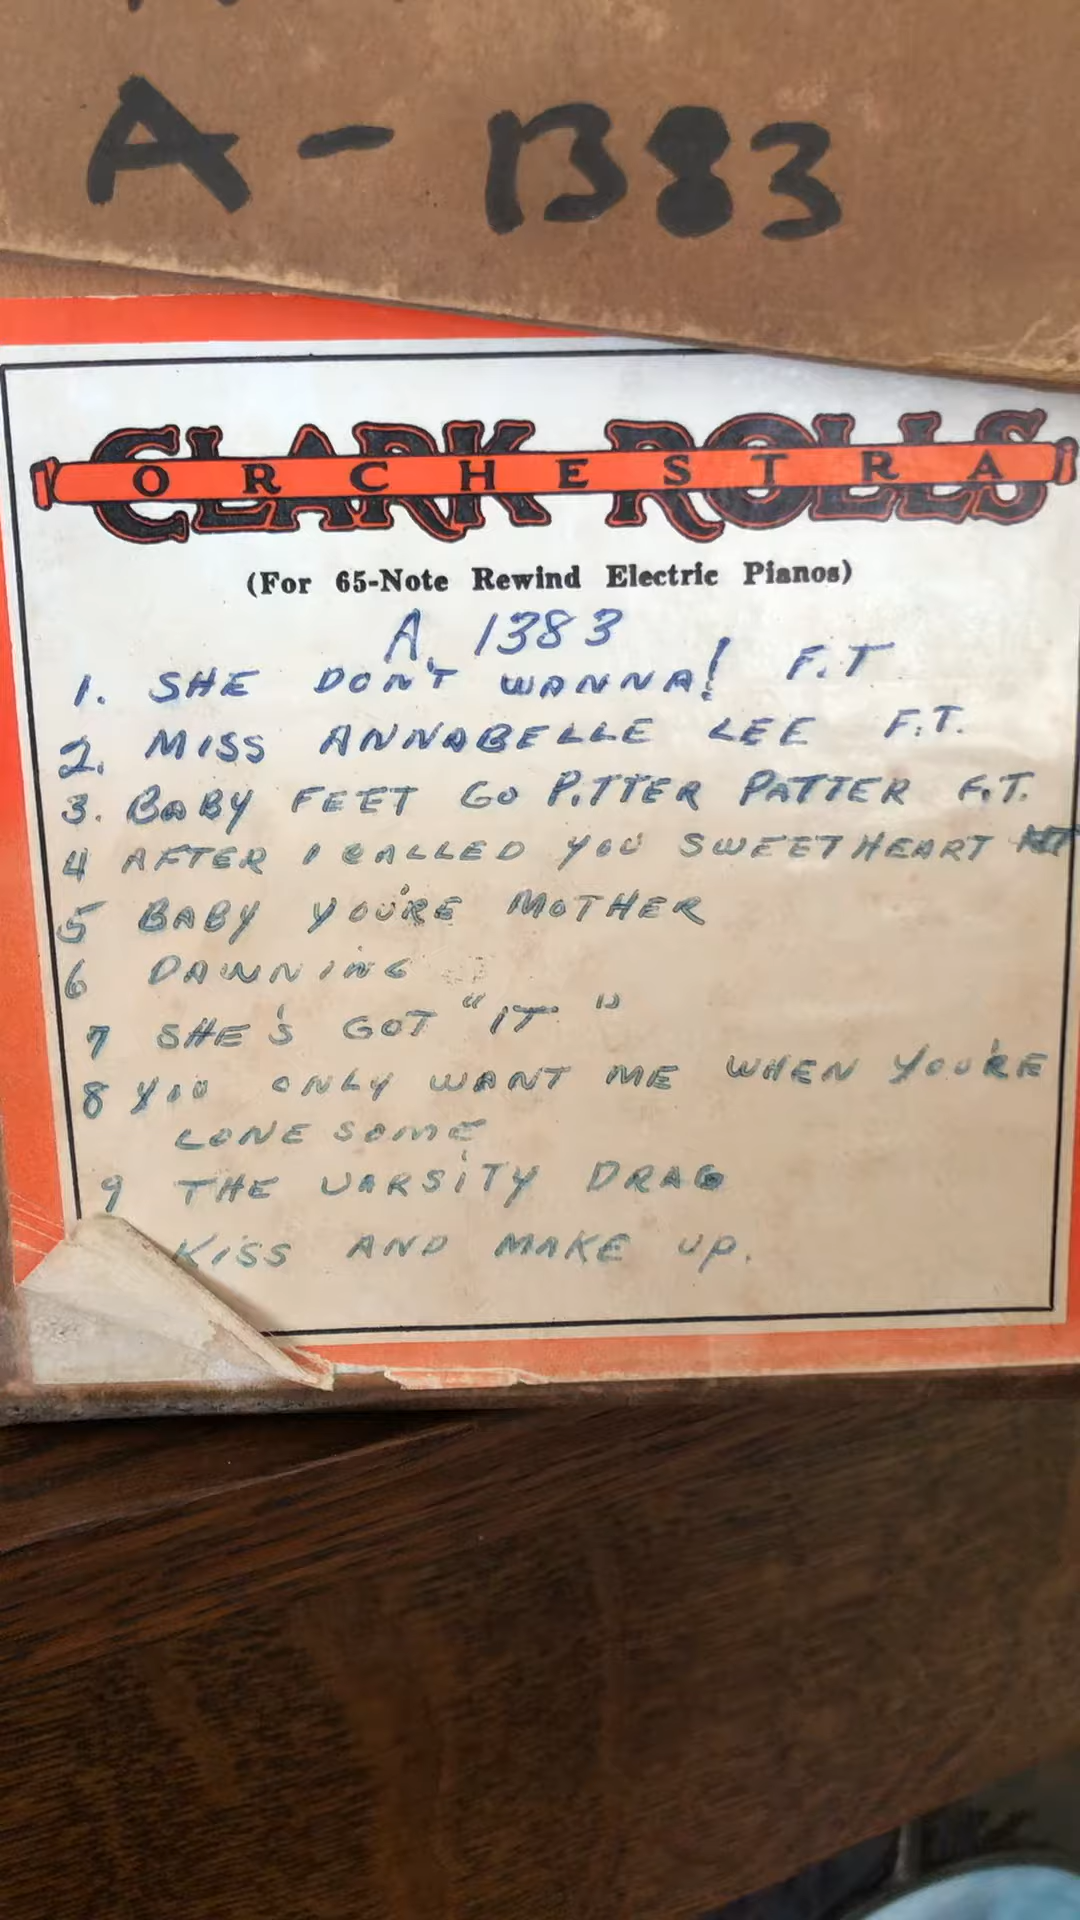 A - 1383
CLARK ROLLS
ORCHESTRA
(For 65-Note Rewind Electric Pianos)
A. 1383
1. SHE DON'T WANNA! F.T
2. MISS ANNABELLE LEE F.T.
3. BABY FEET GO PITTER PATTER F.T.
4 AFTER I CALLED YOU SWEETHEART
5 BABY YOU'RE MOTHER
6 DAWNING
7 SHE'S GOT "IT"
8 YOU ONLY WANT ME WHEN YOU'RE
LONESOME
9 THE VARSITY DRAG
KISS AND MAKE UP.